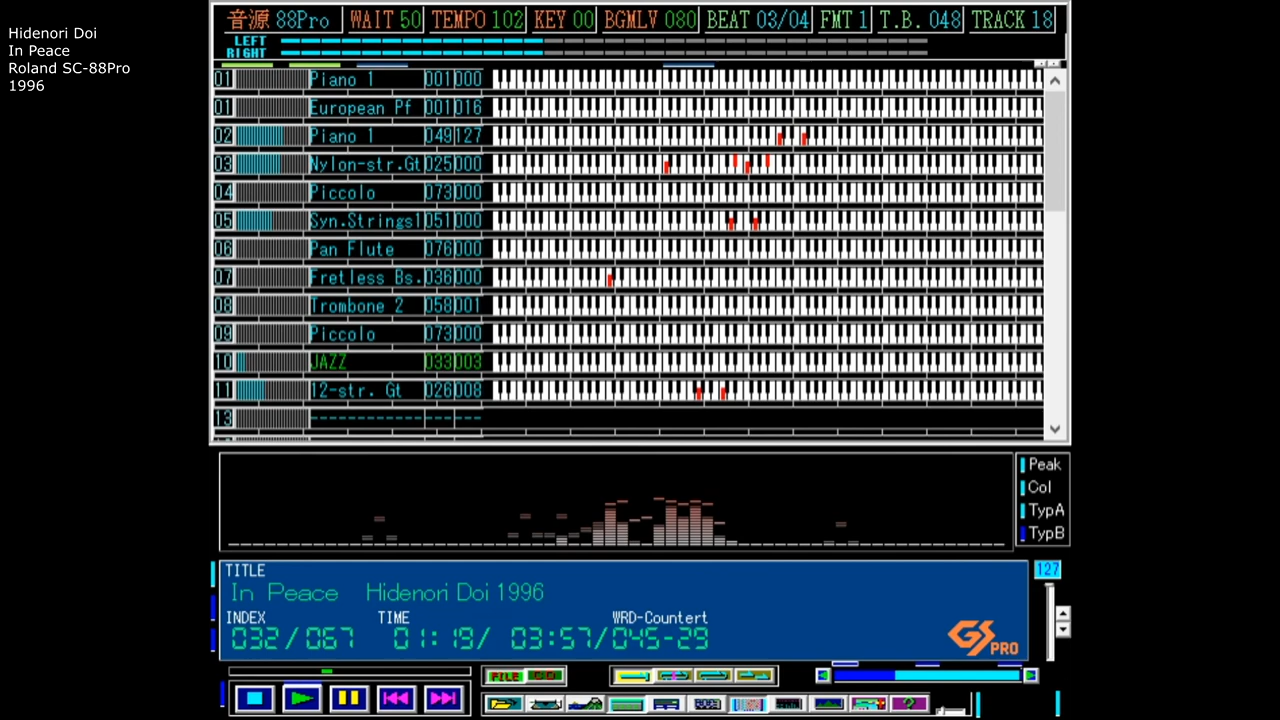 Hidenori Doi
In Peace
Roland SC-88Pro
1996
音源 88Pro WAIT 50 TEMPO 102 KEY 00 BGMLV 080 BEAT 03/04 FMT 1 T.B. 048 TRACK 18
LEFT
RIGHT
01 Piano 1 001 000
01 European Pf 001 016
02 Piano 1 049 127
03 Nylon-str.Gt 025 000
04 Piccolo 073 000
05 Syn.Strings1 051 000
06 Pan Flute 076 000
07 Fretless Bs. 036 000
08 Trombone 2 058 001
09 Piccolo 073 000
10 JAZZ 033 003
11 12-str. Gt 026 008
13 ------------ --- ---
Peak
Col
TypA
TypB
TITLE
127
In Peace Hidenori Doi 1996
INDEX TIME WRD-Countert
032/067 01:19/ 03:57/045-29
GS PRO
FILE CD
?